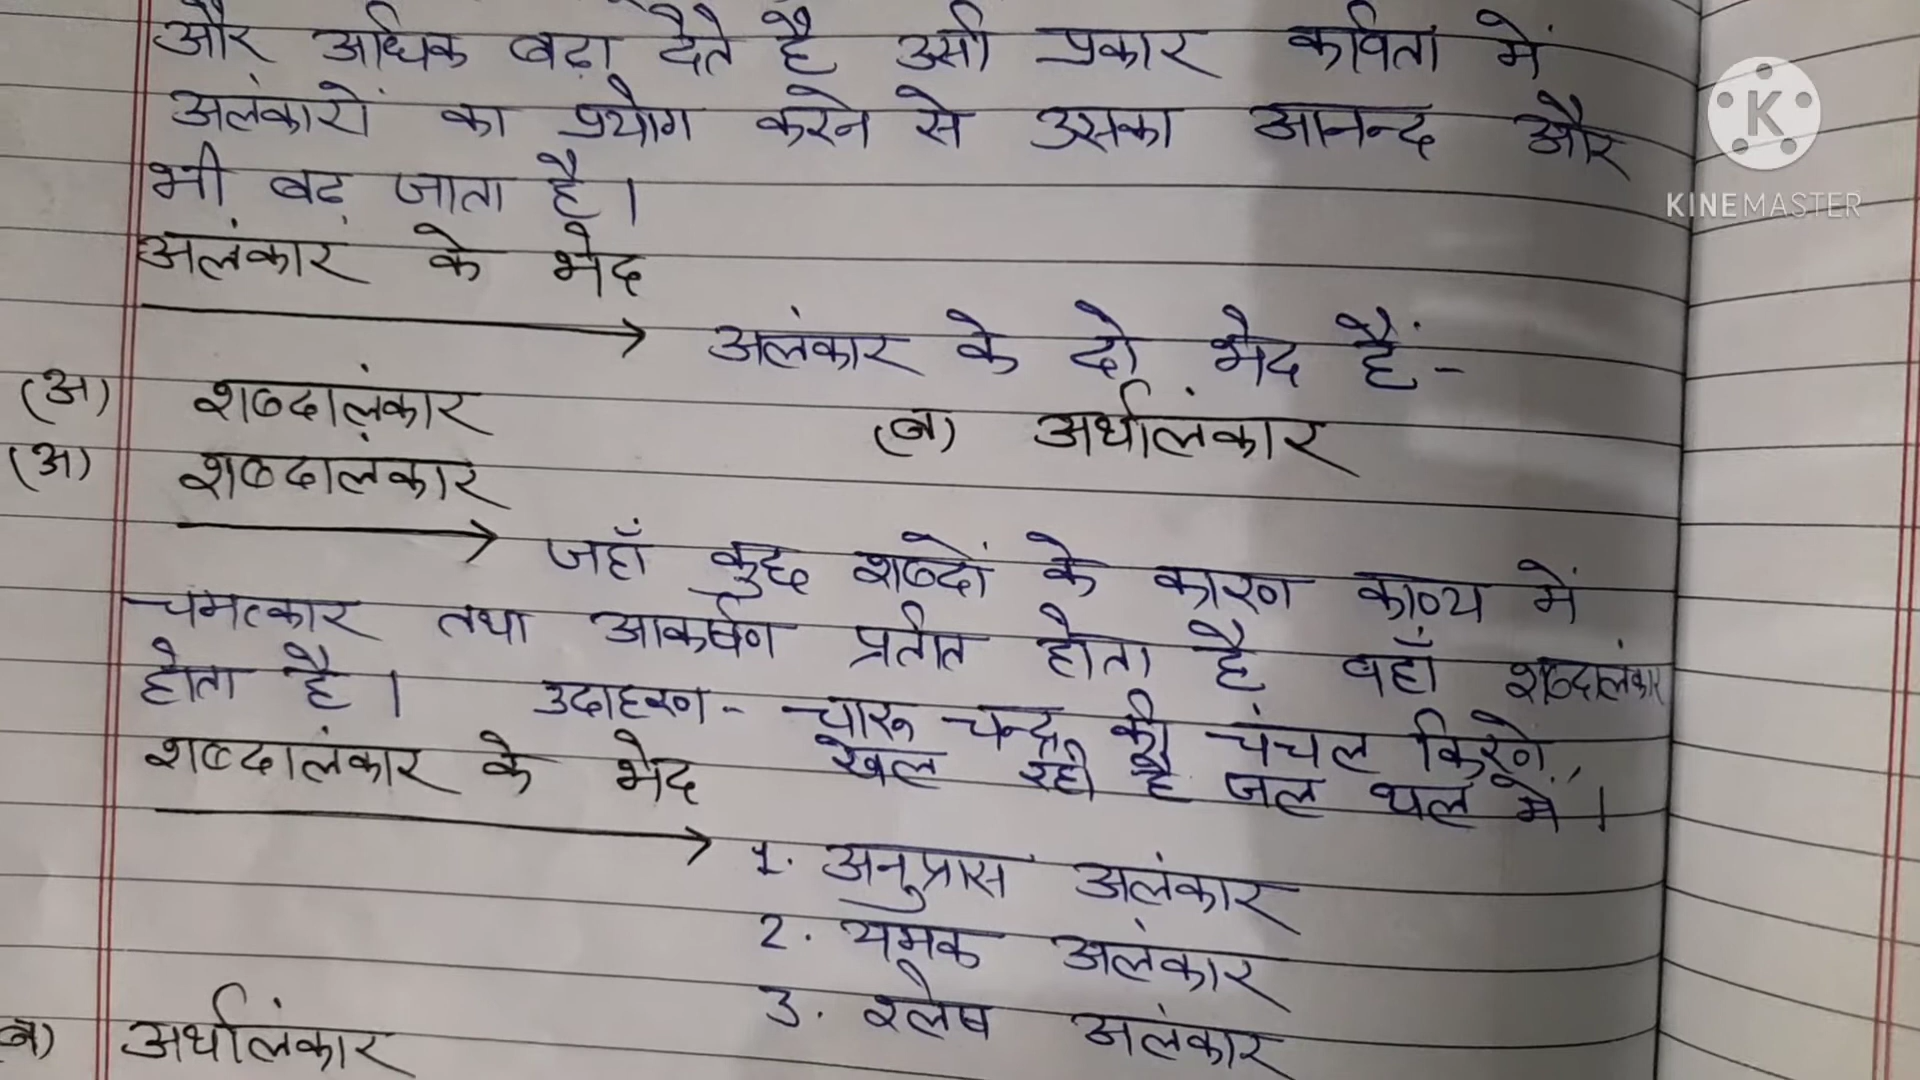 और अधिक बढ़ा देते है उसी प्रकार कविता में
अलंकारों का प्रयोग करने से उसका आनन्द और
भी बढ़ जाता है।
अलंकार के भेद
अलंकार के दो भेद हैं-
(अ) शब्दालंकार (ब) अर्थालंकार
(अ) शब्दालंकार
जहाँ कुछ शब्दों के कारण काव्य में
चमत्कार तथा आकर्षण प्रतीत होता है वहाँ शब्दालंकार
होता है। उदाहरण- चारू चन्द्र की चंचल किरणे,
खेल रही है जल थल में।
शब्दालंकार के भेद
1. अनुप्रास अलंकार
2. यमक अलंकार
3. श्लेष अलंकार
ब) अर्थालंकार
K
KINEMASTER